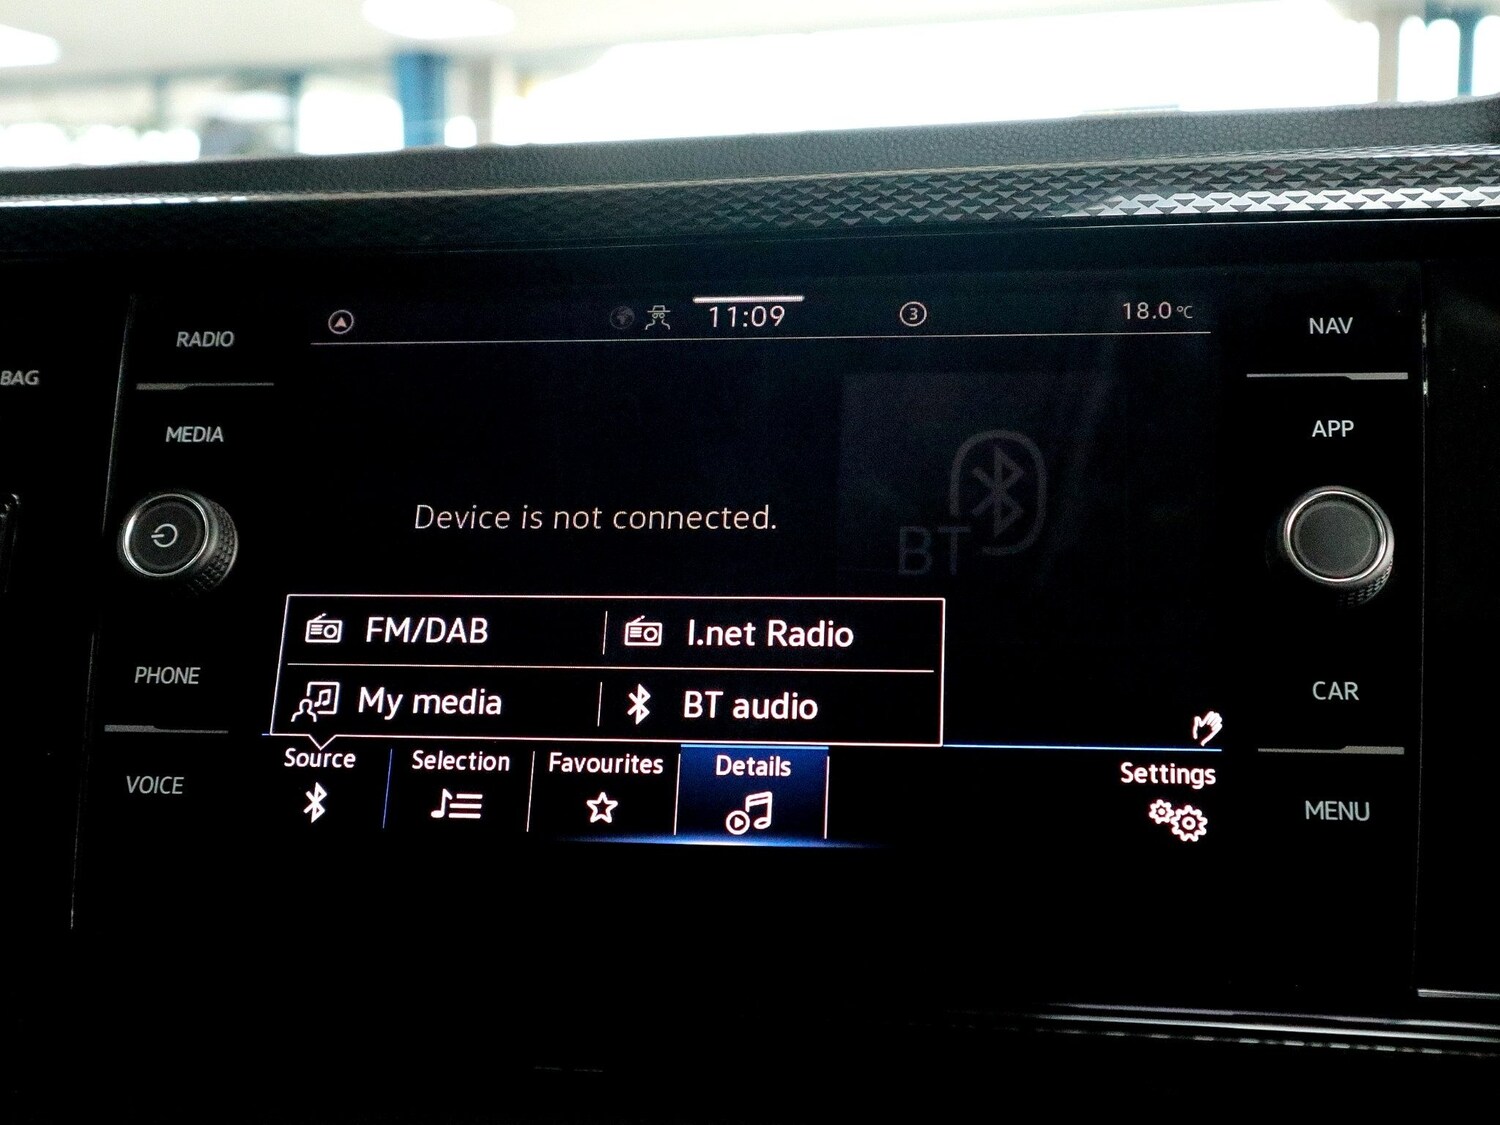 RADIO
BAG
MEDIA
PHONE
VOICE
11:09
3
18.0 °C
Device is not connected.
BT
FM/DAB
I.net Radio
My media
BT audio
Source
Selection
Favourites
Details
Settings
NAV
APP
CAR
MENU